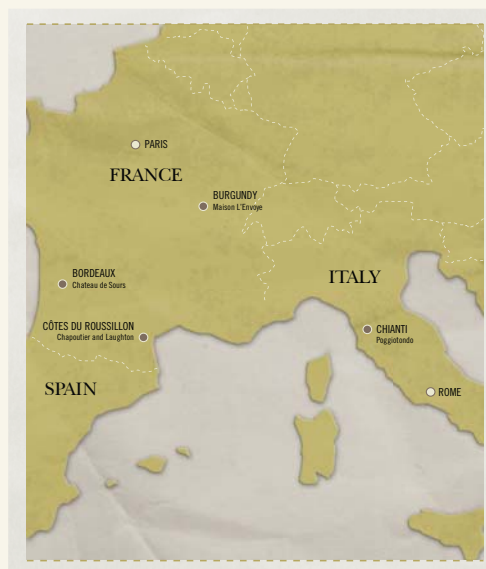 PARIS
FRANCE
BURGUNDY
Maison L'Envoye
BORDEAUX
Chateau de Sours
ITALY
CÔTES DU ROUSSILLON
Chapoutier and Laughton
CHIANTI
Poggiotondo
SPAIN
ROME